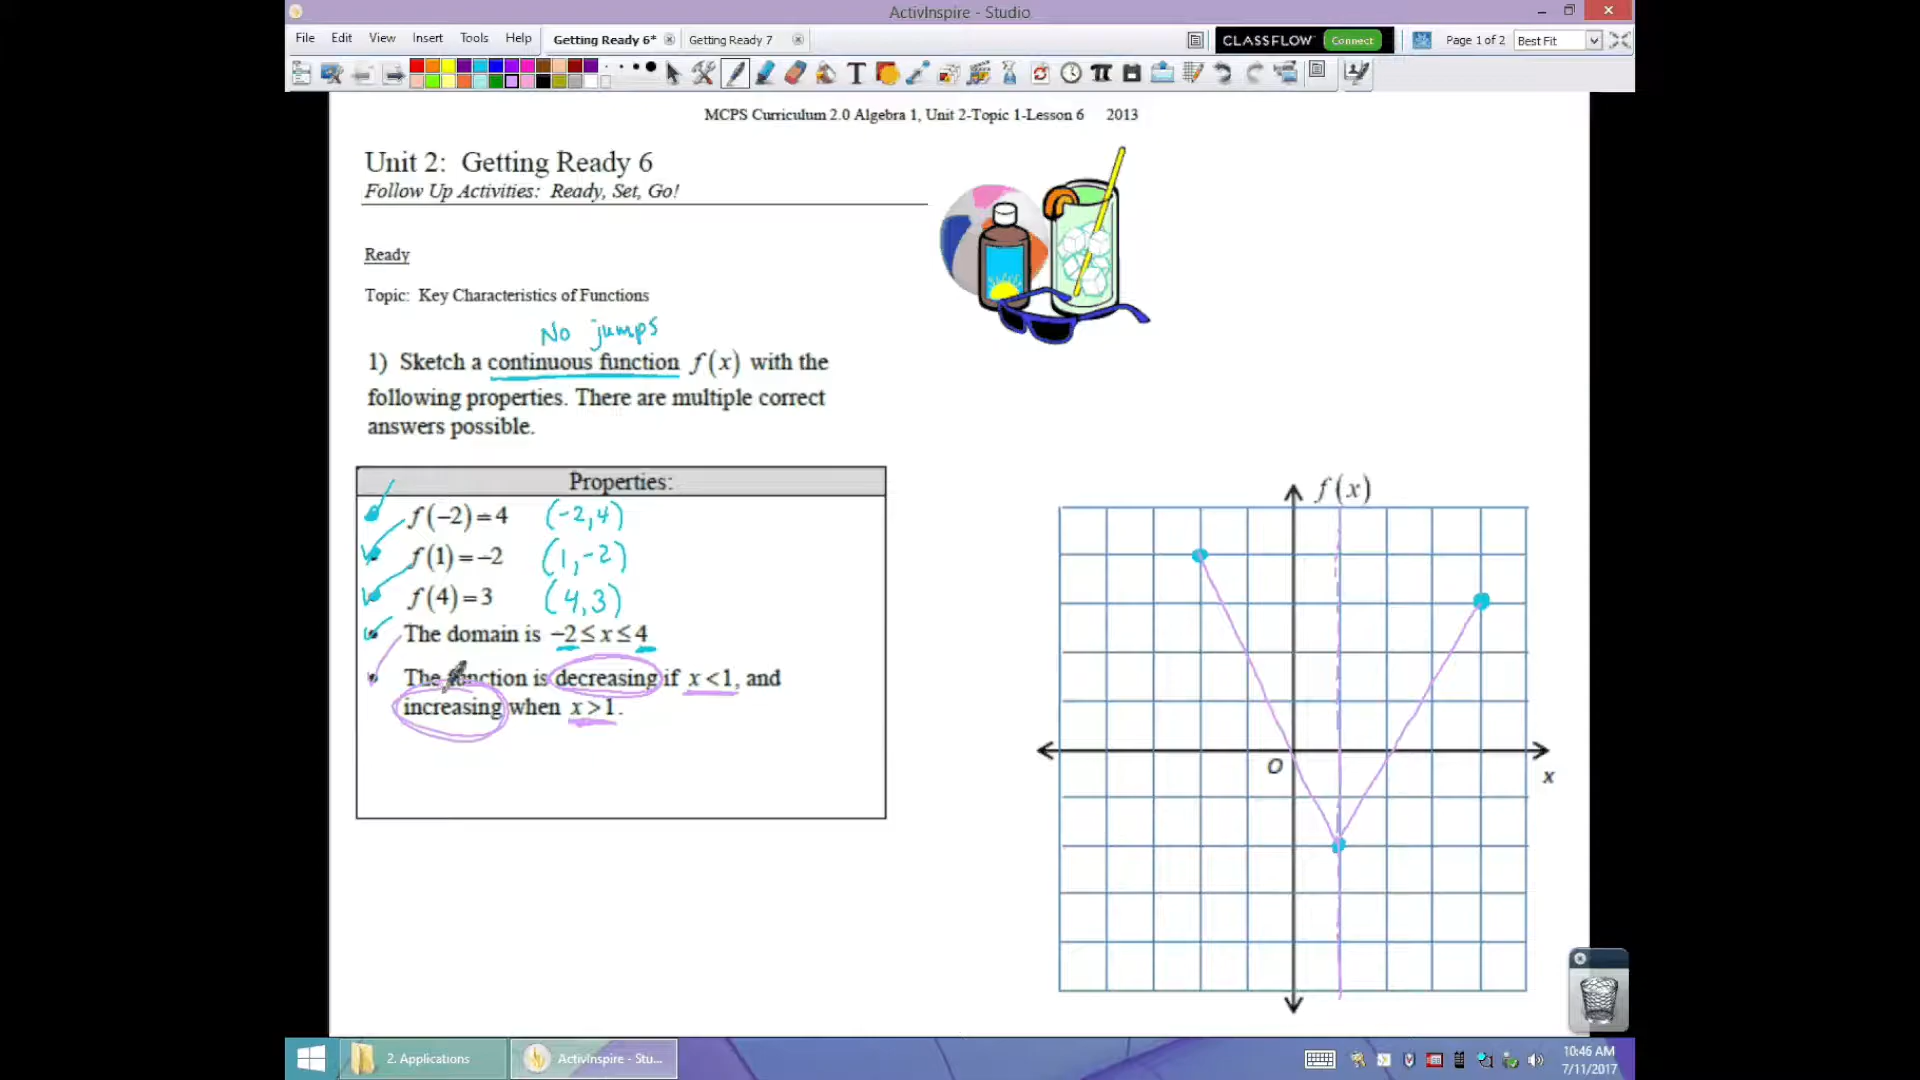 ActivInspire - Studio
File Edit View Insert Tools Help Getting Ready 6* Getting Ready 7 CLASSFLOW Connect Page 1 of 2 Best Fit
MCPS Curriculum 2.0 Algebra 1, Unit 2-Topic 1-Lesson 6 2013
Unit 2: Getting Ready 6
Follow Up Activities: Ready, Set, Go!
Ready
Topic: Key Characteristics of Functions
No jumps
1) Sketch a continuous function f(x) with the
following properties. There are multiple correct
answers possible.
Properties:
f(−2)=4 (-2,4)
f(1)=−2 (1,-2)
f(4)=3 (4,3)
The domain is −2≤x≤4
The function is decreasing if x<1, and
increasing when x>1.
f(x)
O
x
2. Applications
ActivInspire - Stu...
10:46 AM
7/11/2017